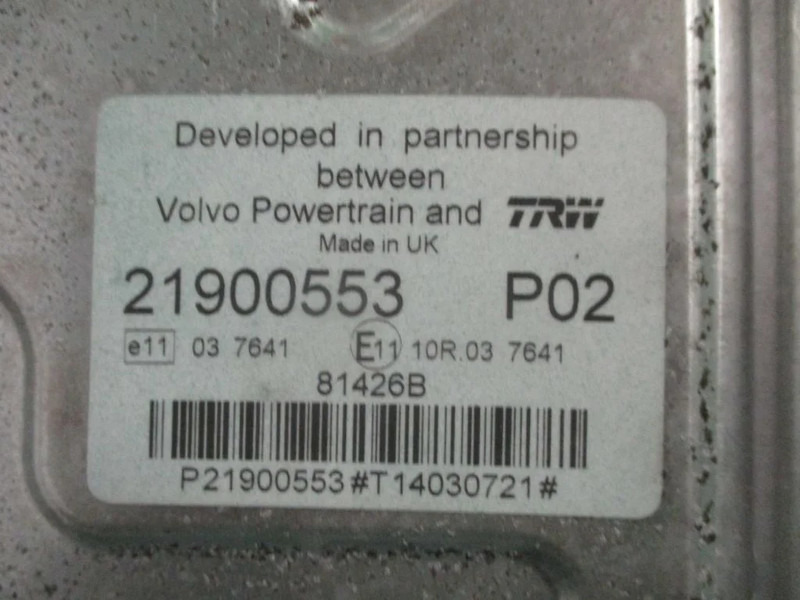 Developed in partnership
between
Volvo Powertrain and TRW
Made in UK
21900553 P02
e11 03 7641 E11 10R.03 7641
81426B
P21900553#T14030721#